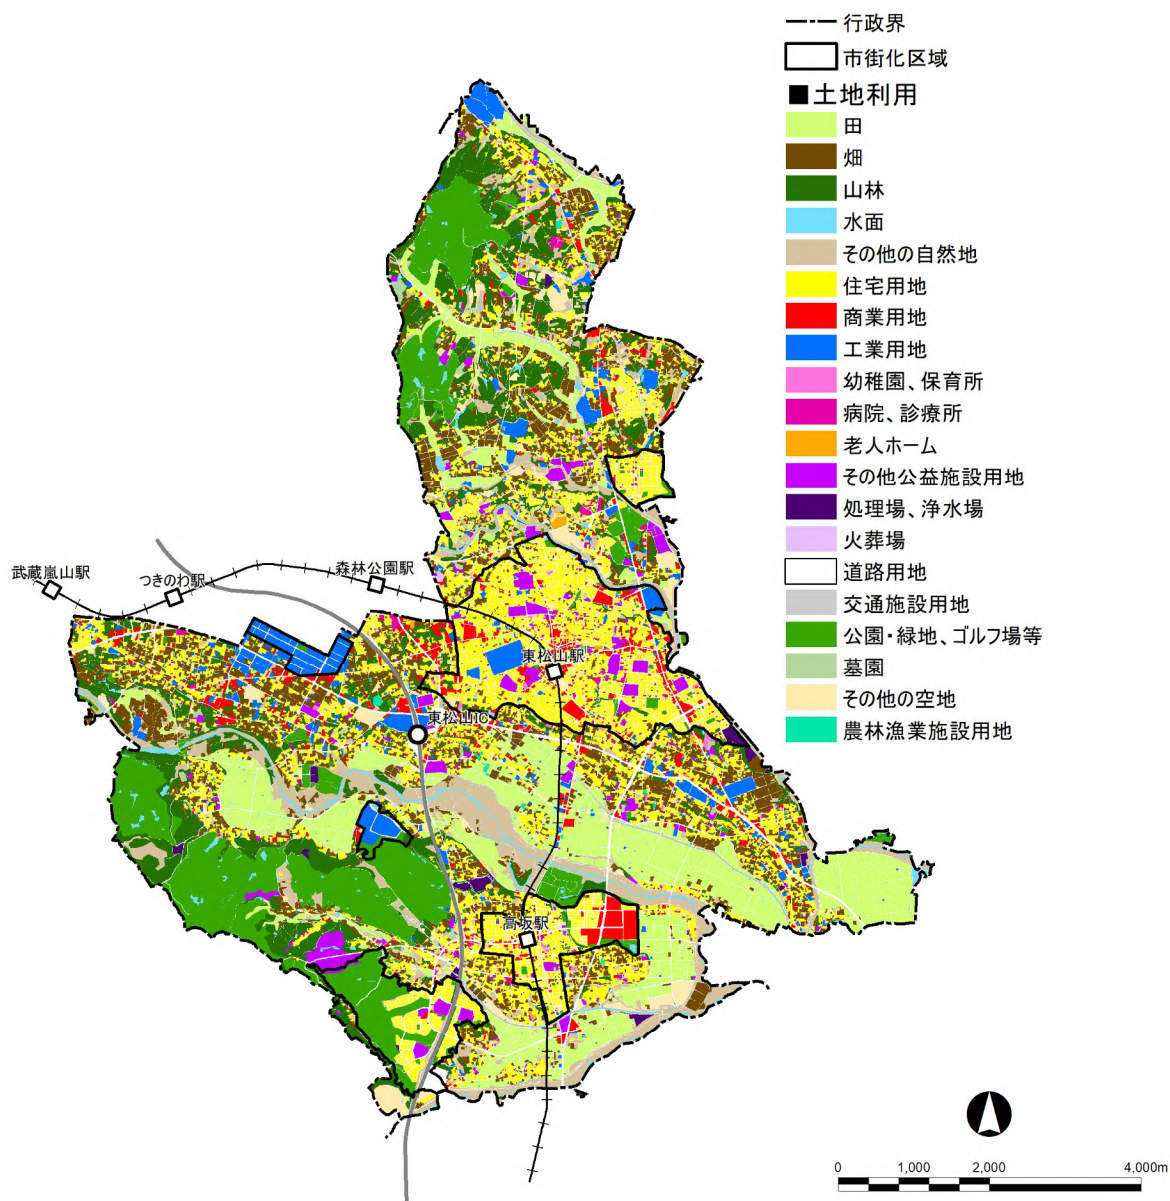 行政界
市街化区域
■土地利用
田
畑
山林
水面
その他の自然地
住宅用地
商業用地
工業用地
幼稚園、保育所
病院、診療所
老人ホーム
その他公益施設用地
処理場、浄水場
火葬場
道路用地
交通施設用地
公園・緑地、ゴルフ場等
墓園
その他の空地
農林漁業施設用地
武蔵嵐山駅
つきのわ駅
森林公園駅
東松山駅
東松山IC
高坂駅
0 1,000 2,000 4,000m